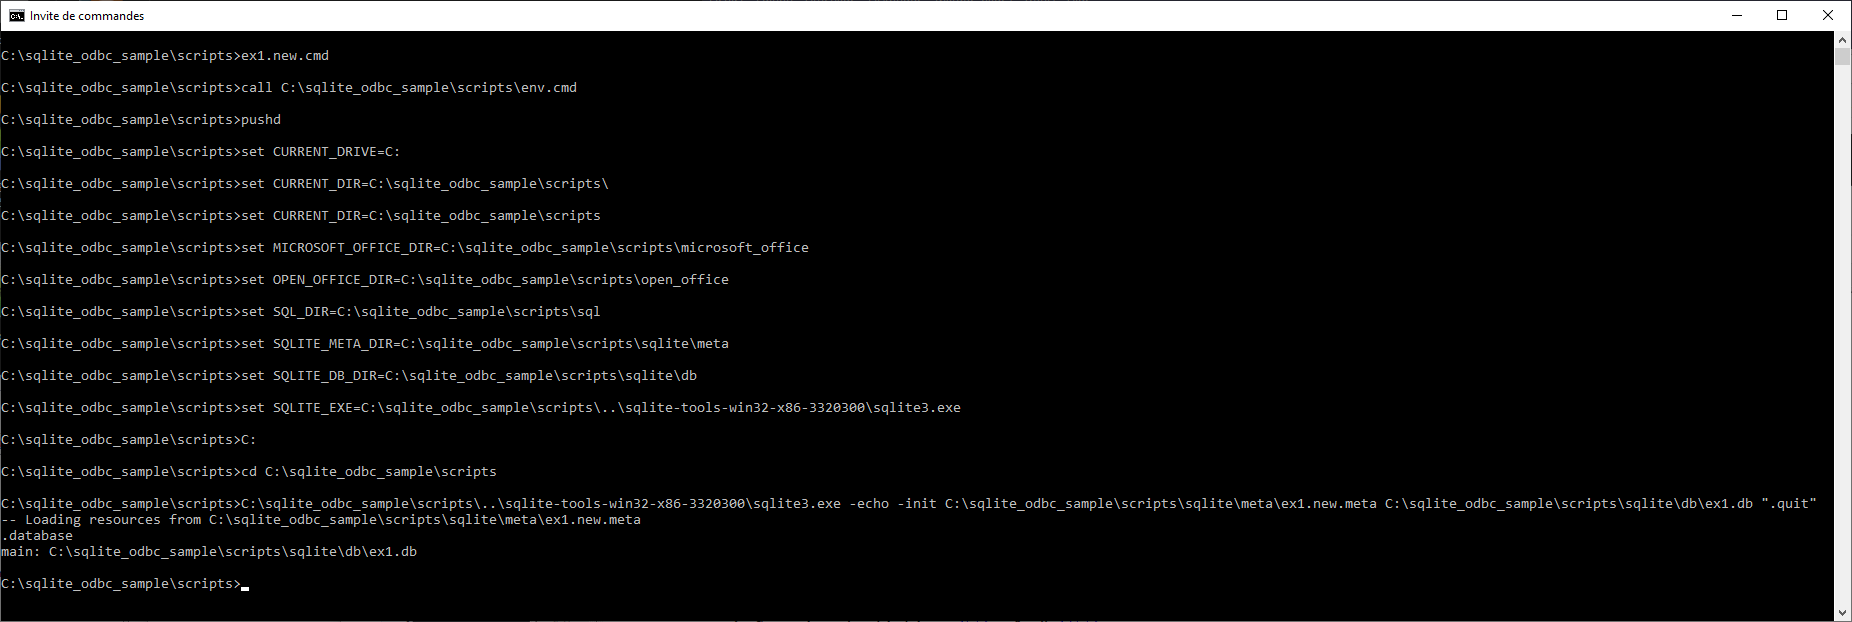 Invite de commandes
C:\sqlite_odbc_sample\scripts>ex1.new.cmd
C:\sqlite_odbc_sample\scripts>call C:\sqlite_odbc_sample\scripts\env.cmd
C:\sqlite_odbc_sample\scripts>pushd
C:\sqlite_odbc_sample\scripts>set CURRENT_DRIVE=C:
C:\sqlite_odbc_sample\scripts>set CURRENT_DIR=C:\sqlite_odbc_sample\scripts\
C:\sqlite_odbc_sample\scripts>set CURRENT_DIR=C:\sqlite_odbc_sample\scripts
C:\sqlite_odbc_sample\scripts>set MICROSOFT_OFFICE_DIR=C:\sqlite_odbc_sample\scripts\microsoft_office
C:\sqlite_odbc_sample\scripts>set OPEN_OFFICE_DIR=C:\sqlite_odbc_sample\scripts\open_office
C:\sqlite_odbc_sample\scripts>set SQL_DIR=C:\sqlite_odbc_sample\scripts\sql
C:\sqlite_odbc_sample\scripts>set SQLITE_META_DIR=C:\sqlite_odbc_sample\scripts\sqlite\meta
C:\sqlite_odbc_sample\scripts>set SQLITE_DB_DIR=C:\sqlite_odbc_sample\scripts\sqlite\db
C:\sqlite_odbc_sample\scripts>set SQLITE_EXE=C:\sqlite_odbc_sample\scripts\..\sqlite-tools-win32-x86-3320300\sqlite3.exe
C:\sqlite_odbc_sample\scripts>C:
C:\sqlite_odbc_sample\scripts>cd C:\sqlite_odbc_sample\scripts
C:\sqlite_odbc_sample\scripts>C:\sqlite_odbc_sample\scripts\..\sqlite-tools-win32-x86-3320300\sqlite3.exe -echo -init C:\sqlite_odbc_sample\scripts\sqlite\meta\ex1.new.meta C:\sqlite_odbc_sample\scripts\sqlite\db\ex1.db ".quit"
-- Loading resources from C:\sqlite_odbc_sample\scripts\sqlite\meta\ex1.new.meta
.database
main: C:\sqlite_odbc_sample\scripts\sqlite\db\ex1.db
C:\sqlite_odbc_sample\scripts>